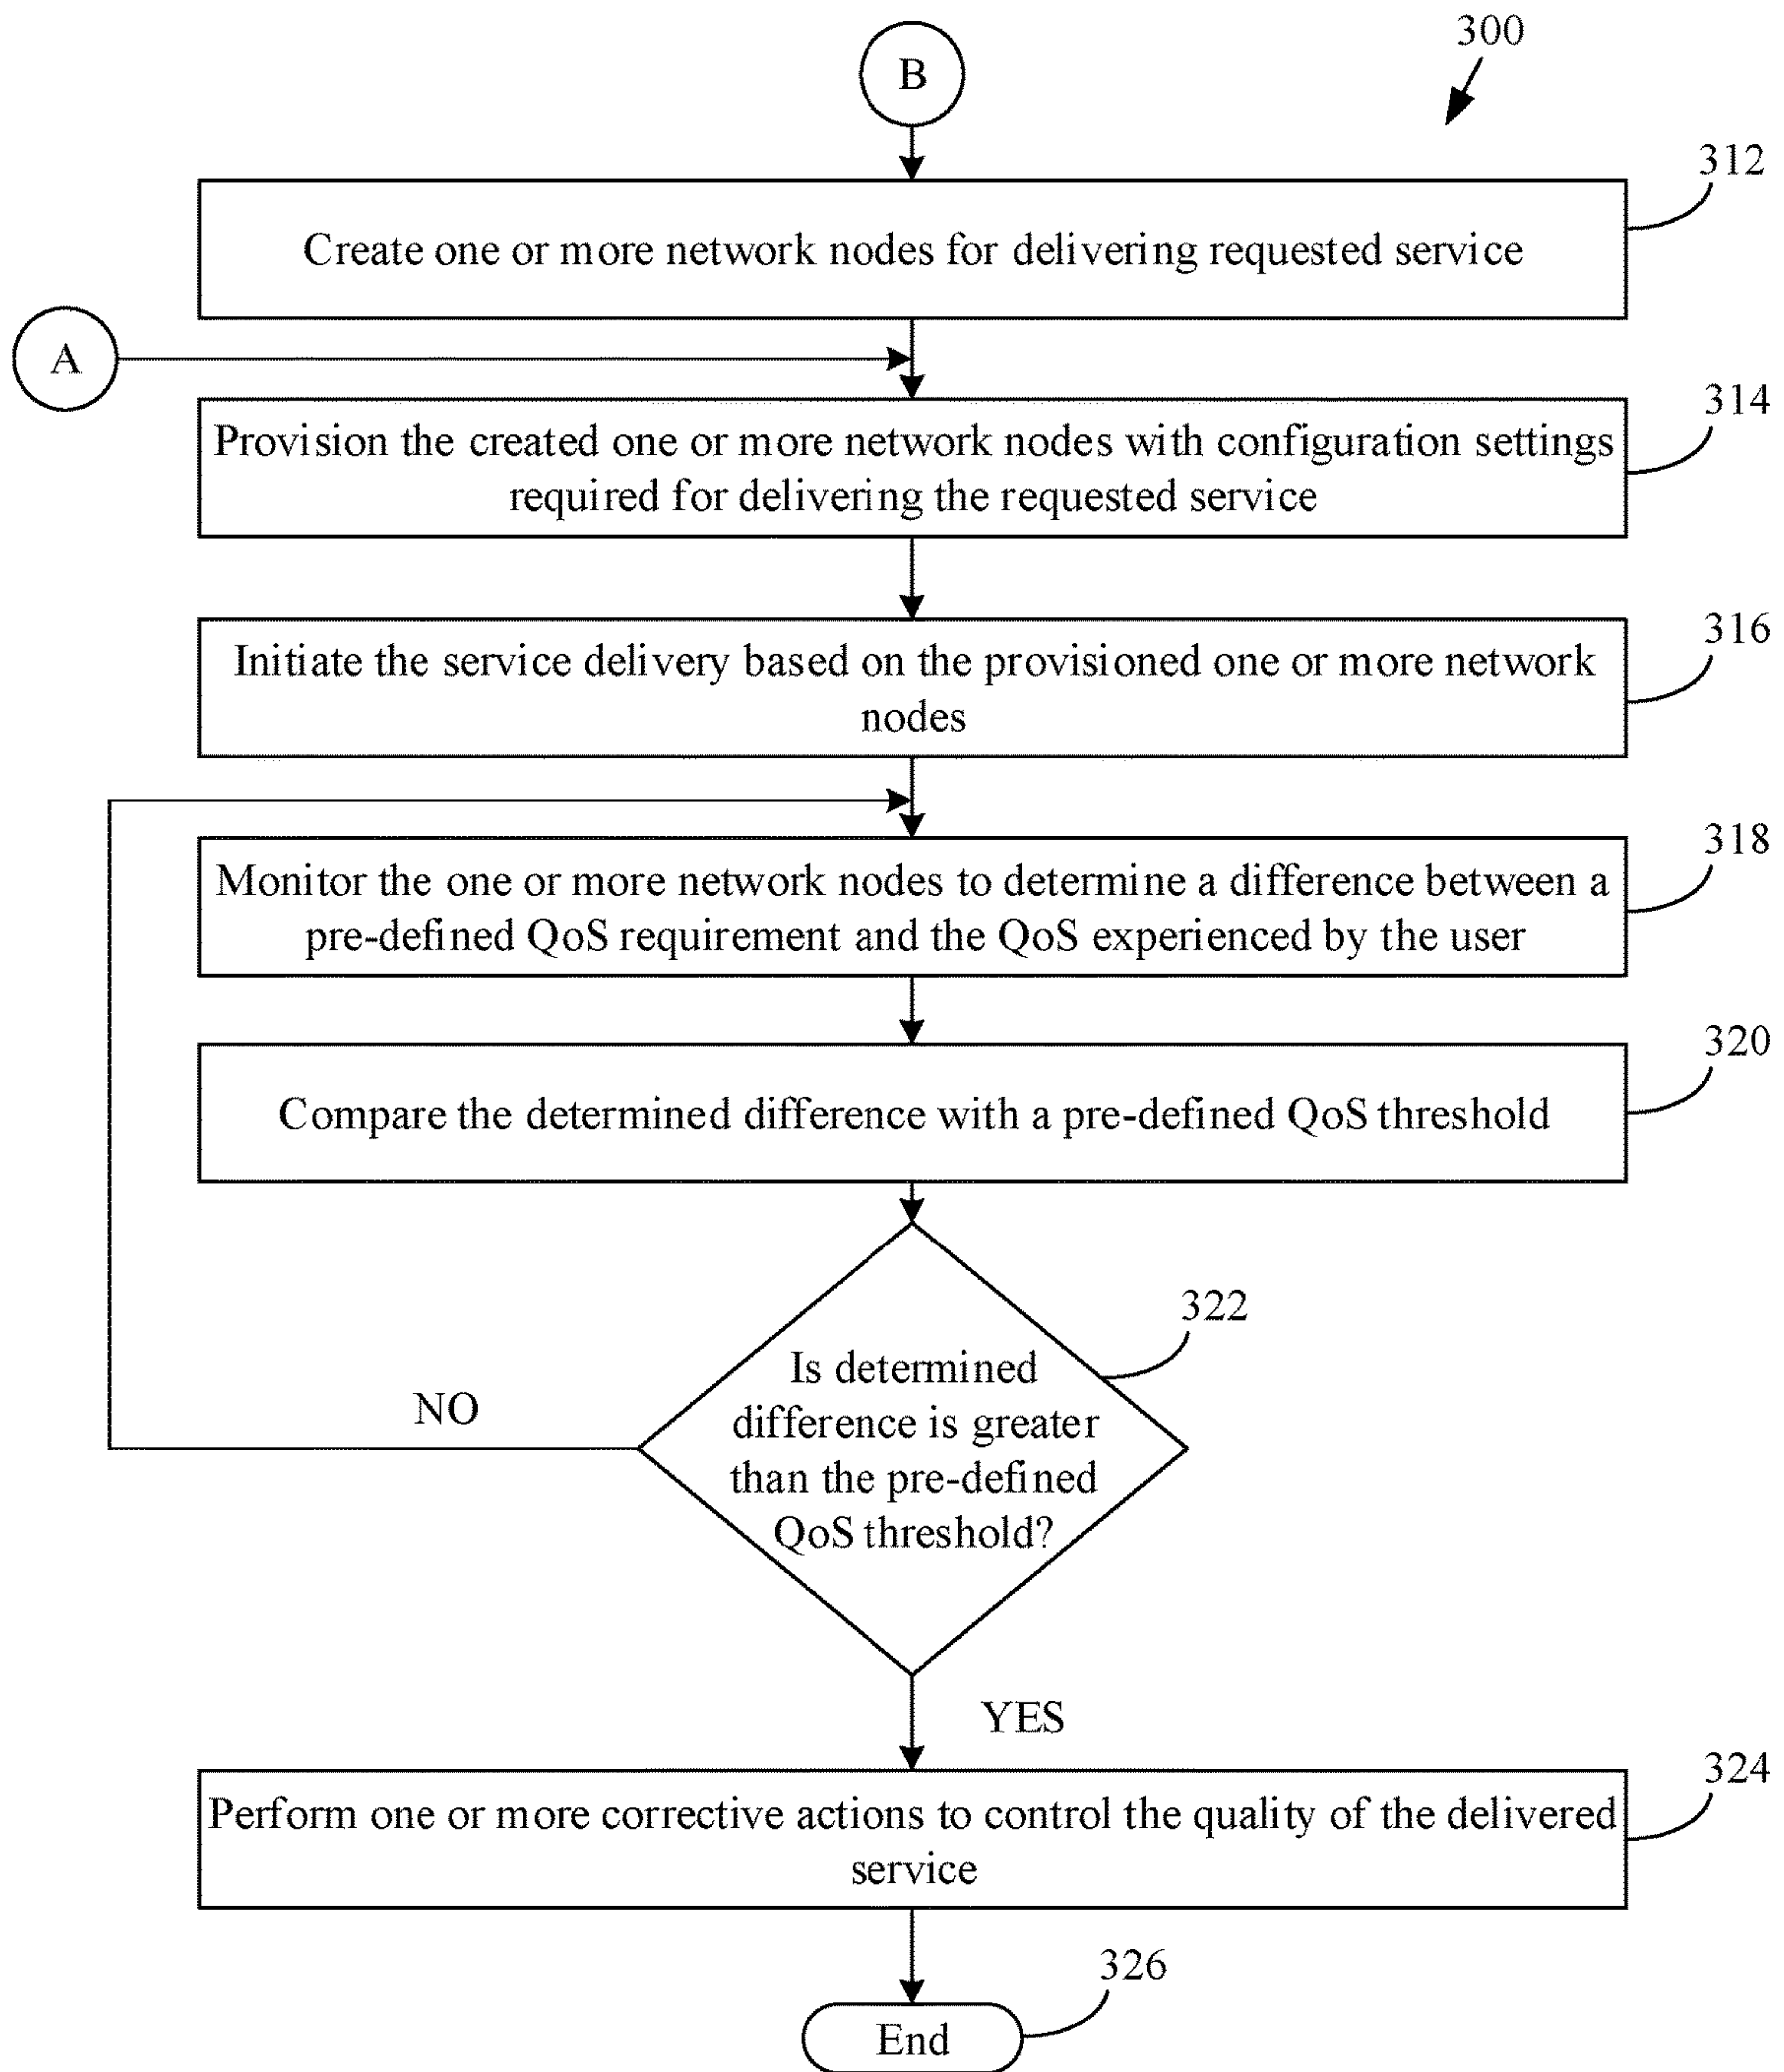 300
B
312
Create one or more network nodes for delivering requested service
A
314
Provision the created one or more network nodes with configuration settings
required for delivering the requested service
316
Initiate the service delivery based on the provisioned one or more network
nodes
318
Monitor the one or more network nodes to determine a difference between a
pre-defined QoS requirement and the QoS experienced by the user
320
Compare the determined difference with a pre-defined QoS threshold
322
Is determined
difference is greater
than the pre-defined
QoS threshold?
NO
YES
324
Perform one or more corrective actions to control the quality of the delivered
service
326
End